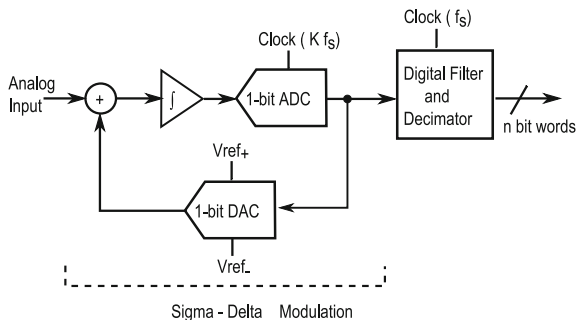 Clock ( K fs)
Clock ( fs)
Analog
Input
+
∫
1-bit ADC
Digital Filter
and
Decimator
n bit words
Vref+
1-bit DAC
Vref-
Sigma - Delta Modulation